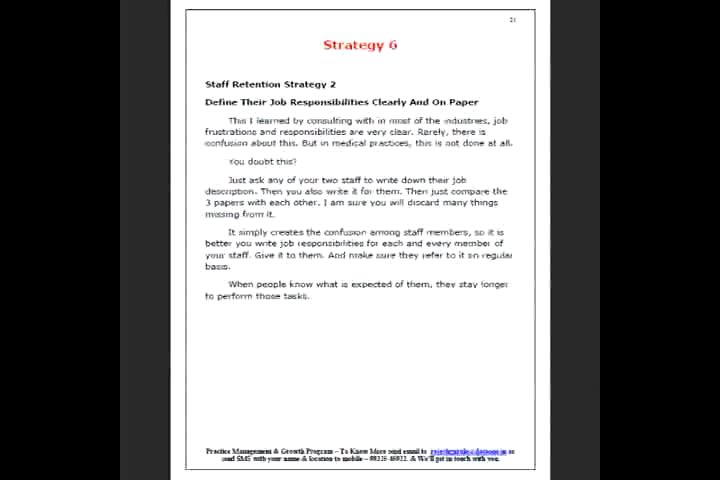 21
Strategy 6
Staff Retention Strategy 2
Define Their Job Responsibilities Clearly And On Paper
This I learned by consulting with in most of the industries, job
frustrations and responsibilities are very clear. Rarely, there is
confusion about this. But in medical practices, this is not done at all.
You doubt this?
Just ask any of your two staff to write down their job
description. Then you also write it for them. Then just compare the
3 papers with each other. I am sure you will discard many things
missing from it.
It simply creates the confusion among staff members, so it is
better you write job responsibilities for each and every member of
your staff. Give it to them. And make sure they refer to it on regular
basis.
When people know what is expected of them, they stay longer
to perform those tasks.
Practice Management & Growth Program – To Know More send email to or
send SMS with your name & location to mobile – & We'll get in touch with you.